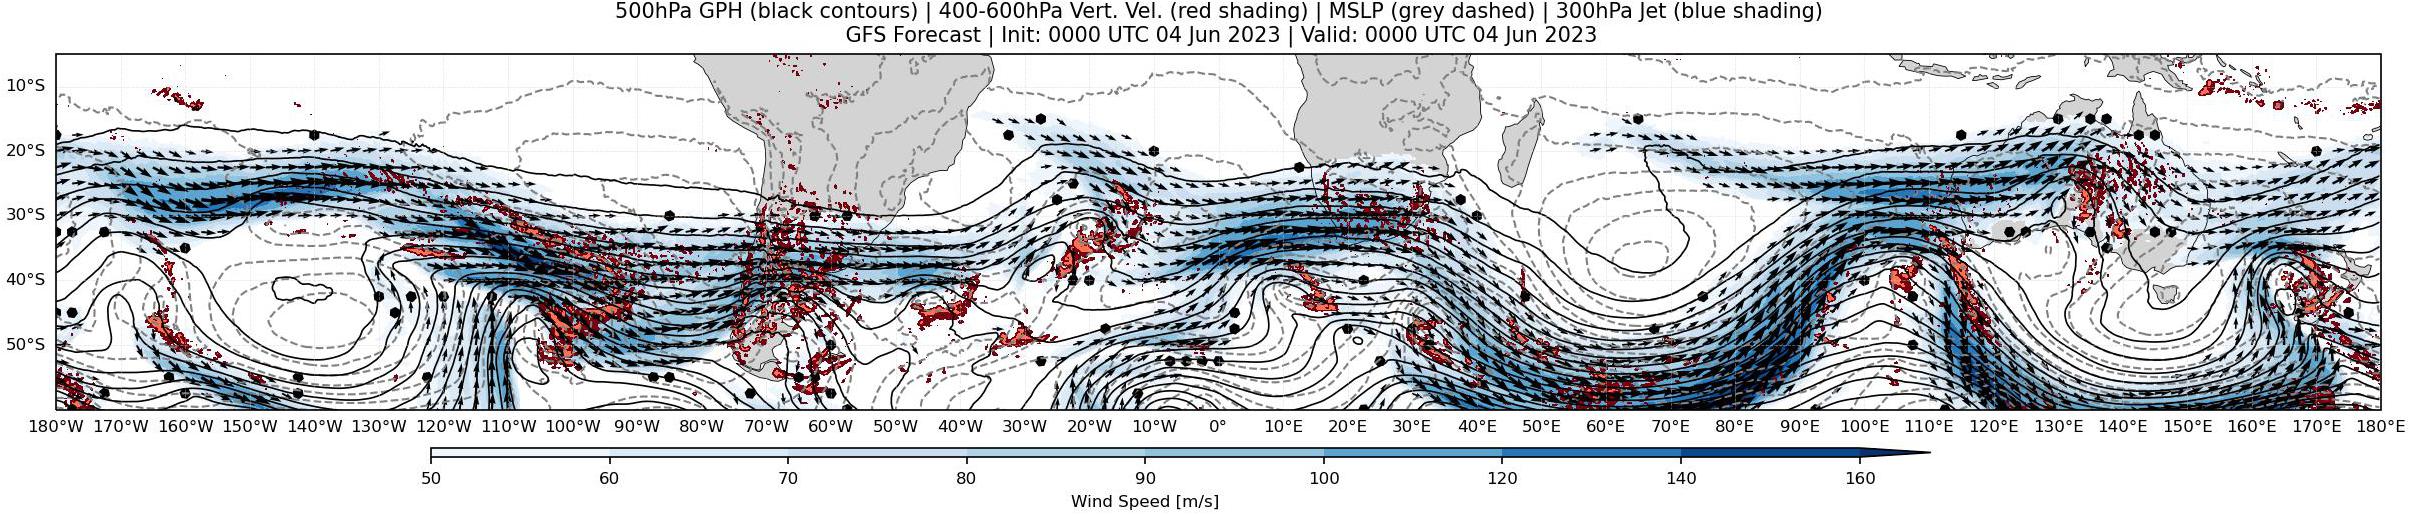 500hPa GPH (black contours) | 400-600hPa Vert. Vel. (red shading) | MSLP (grey dashed) | 300hPa Jet (blue shading)
GFS Forecast | Init: 0000 UTC 04 Jun 2023 | Valid: 0000 UTC 04 Jun 2023
10°S
20°S
30°S
40°S
50°S
180°W 170°W 160°W 150°W 140°W 130°W 120°W 110°W 100°W 90°W 80°W 70°W 60°W 50°W 40°W 30°W 20°W 10°W 0° 10°E 20°E 30°E 40°E 50°E 60°E 70°E 80°E 90°E 100°E 110°E 120°E 130°E 140°E 150°E 160°E 170°E 180°E
50 60 70 80 90 100 120 140 160
Wind Speed [m/s]